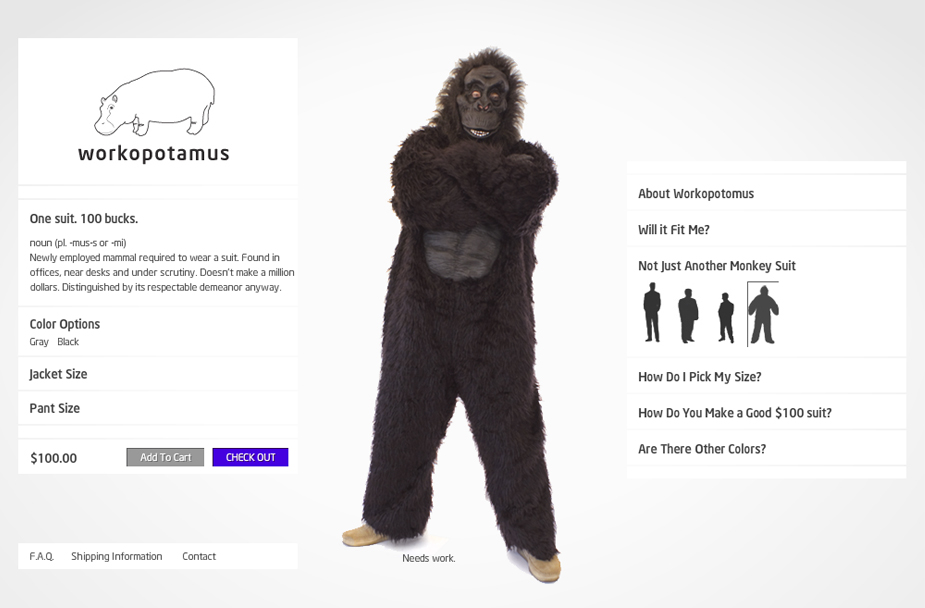 workopotamus
One suit. 100 bucks.
noun (pl. -mus-s or -mi)
Newly employed mammal required to wear a suit. Found in
offices, near desks and under scrutiny. Doesn't make a million
dollars. Distinguished by its respectable demeanor anyway.
Color Options
Gray Black
Jacket Size
Pant Size
$100.00 Add To Cart CHECK OUT
F.A.Q. Shipping Information Contact
Needs work.
About Workopotomus
Will it Fit Me?
Not Just Another Monkey Suit
How Do I Pick My Size?
How Do You Make a Good $100 suit?
Are There Other Colors?